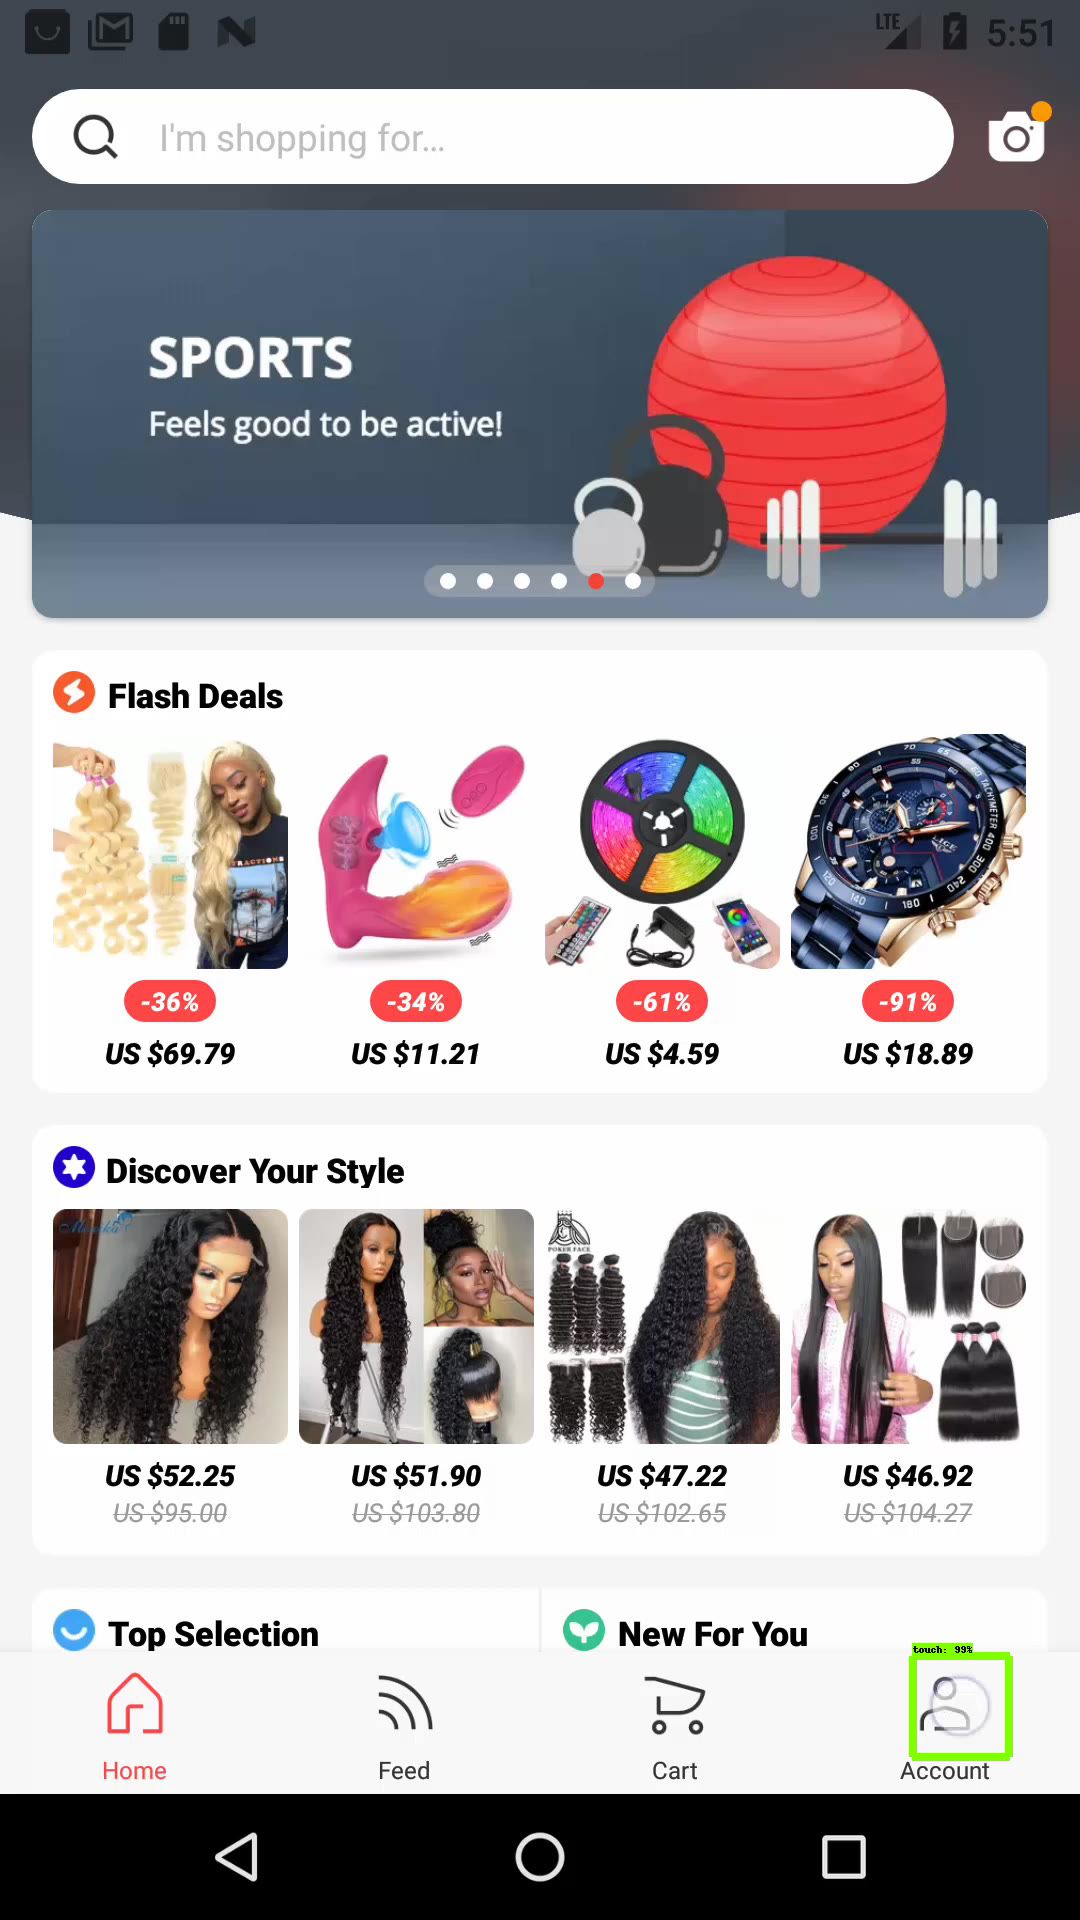 LTE
5:51
I'm shopping for...
SPORTS
Feels good to be active!
Flash Deals
-36%
-34%
-61%
-91%
US $69.79
US $11.21
US $4.59
US $18.89
Discover Your Style
POKER FACE
US $52.25
US $51.90
US $47.22
US $46.92
US $95.00
US $103.80
US $102.65
US $104.27
Top Selection
New For You
touch: 99%
Home
Feed
Cart
Account